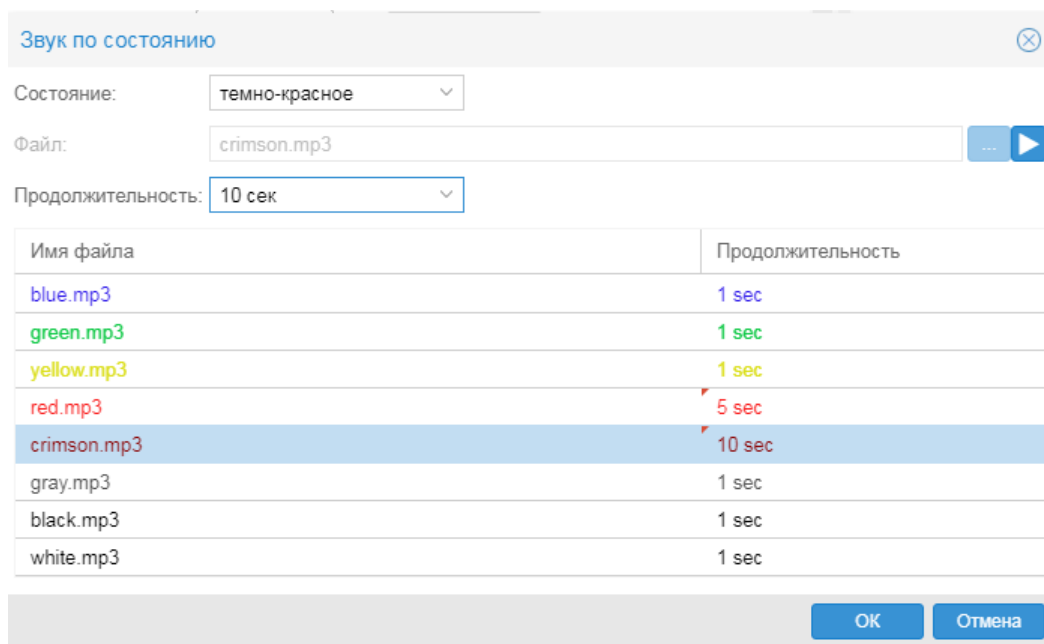 Звук по состоянию
Состояние: темно-красное
Файл: crimson.mp3 ...
Продолжительность: 10 сек
Имя файла Продолжительность
blue.mp3 1 sec
green.mp3 1 sec
yellow.mp3 1 sec
red.mp3 5 sec
crimson.mp3 10 sec
gray.mp3 1 sec
black.mp3 1 sec
white.mp3 1 sec
ОК Отмена